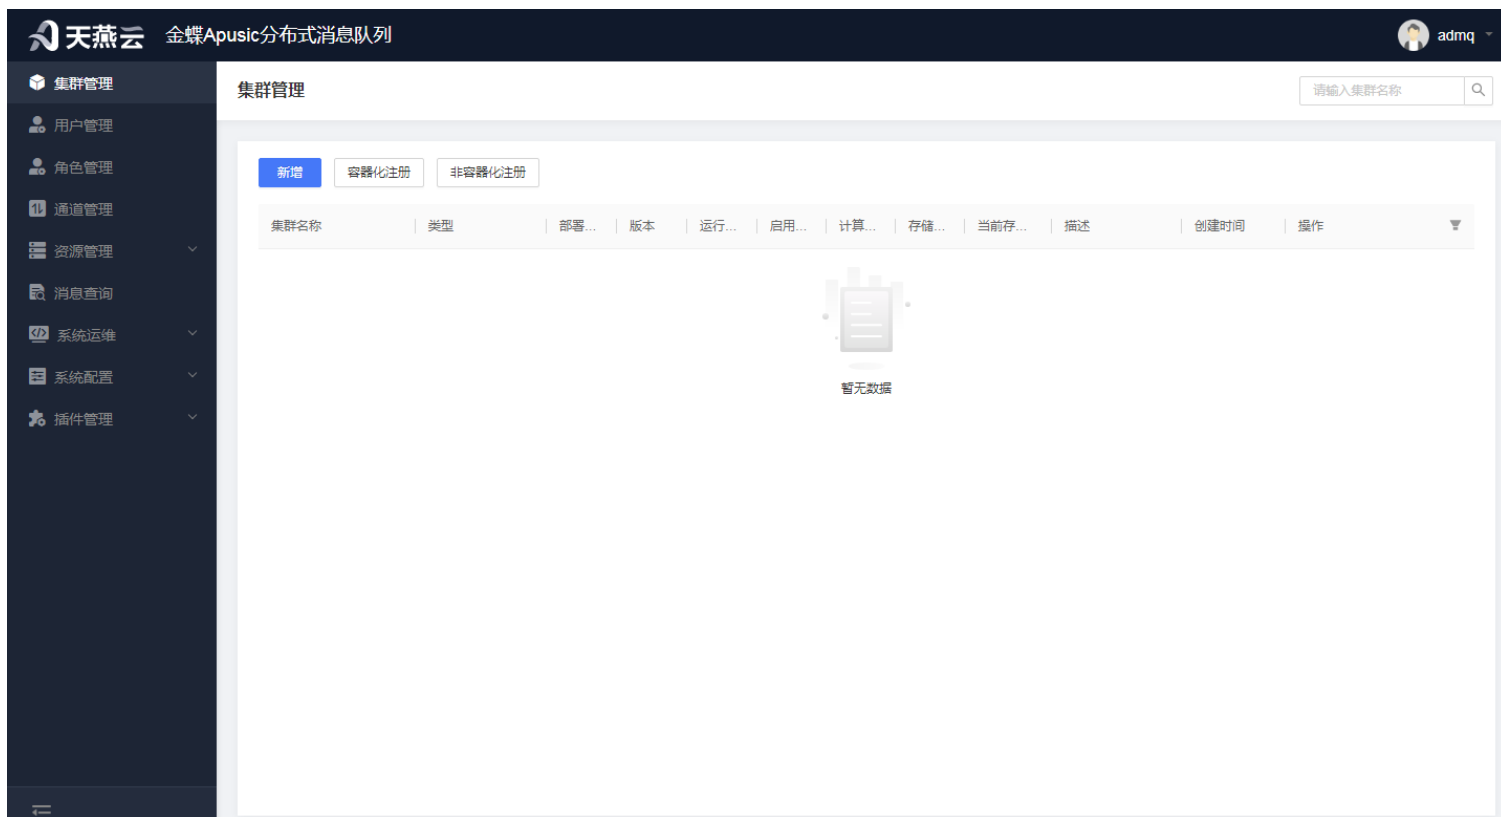 天燕云 金蝶Apusic分布式消息队列 admq
集群管理
用户管理
角色管理
通道管理
资源管理
消息查询
系统运维
系统配置
插件管理
集群管理 请输入集群名称
新增 容器化注册 非容器化注册
集群名称 类型 部署... 版本 运行... 启用... 计算... 存储... 当前存... 描述 创建时间 操作
暂无数据